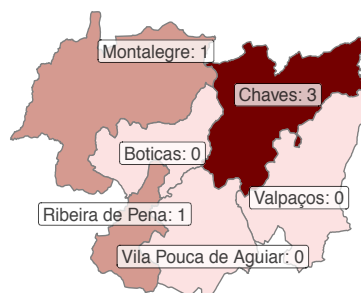 Montalegre: 1
Chaves: 3
Boticas: 0
Valpaços: 0
Ribeira de Pena: 1
Vila Pouca de Aguiar: 0